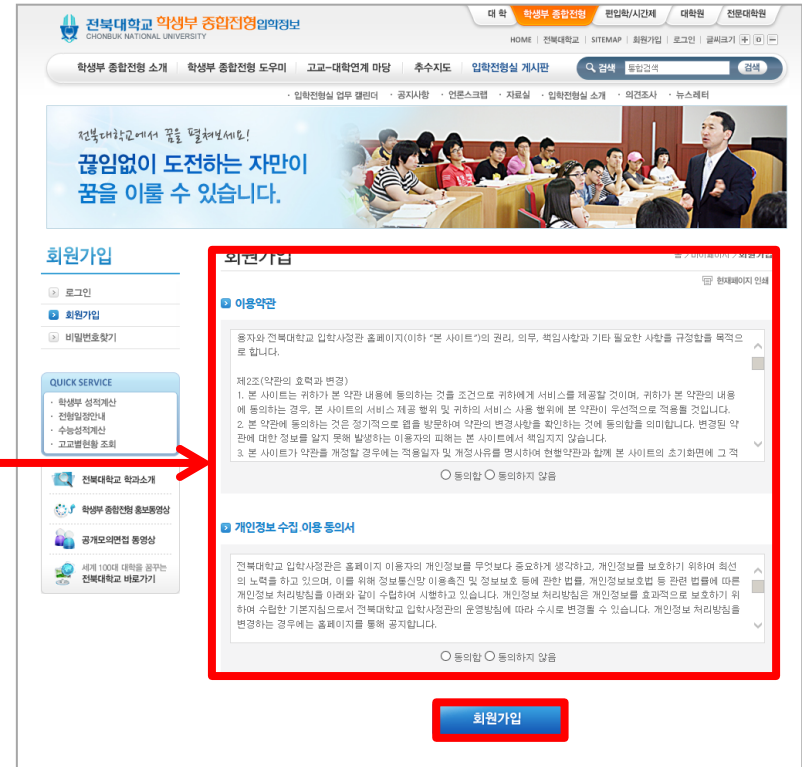 대 학 학생부 종합전형 편입학/시간제 대학원 전문대학원
전북대학교 학생부 종합전형입학정보
CHONBUK NATIONAL UNIVERSITY
HOME 전북대학교 SITEMAP 회원가입 로그인 글씨크기
학생부 종합전형 소개 학생부 종합전형 도우미 고교-대학연계 마당 추수지도 입학전형실 게시판 검색 통합검색 검색
· 입학전형실 업무 캘린더 · 공지사항 · 언론스크랩 · 자료실 · 입학전형실 소개 · 의견조사 · 뉴스레터
전북대학교에서 꿈을 펼쳐보세요!
끊임없이 도전하는 자만이
꿈을 이룰 수 있습니다.
회원가입
로그인
회원가입
비밀번호찾기
QUICK SERVICE
· 학생부 성적계산
· 전형일정안내
· 수능성적계산
· 고교별현황 조회
전북대학교 학과소개
학생부 종합전형 홍보동영상
공개모의면접 동영상
세계 100대 대학을 꿈꾸는
전북대학교 바로가기
회원가입
홈 > 마이페이지 > 회원가입
현재페이지 인쇄
이용약관
용자와 전북대학교 입학사정관 홈페이지(이하 "본 사이트")의 권리, 의무, 책임사항과 기타 필요한 사항을 규정함을 목적으
로 합니다.
제2조(약관의 효력과 변경)
1. 본 사이트는 귀하가 본 약관 내용에 동의하는 것을 조건으로 귀하에게 서비스를 제공할 것이며, 귀하가 본 약관의 내용
에 동의하는 경우, 본 사이트의 서비스 제공 행위 및 귀하의 서비스 사용 행위에 본 약관이 우선적으로 적용될 것입니다.
2. 본 약관에 동의하는 것은 정기적으로 웹을 방문하여 약관의 변경사항을 확인하는 것에 동의함을 의미합니다. 변경된 약
관에 대한 정보를 알지 못해 발생하는 이용자의 피해는 본 사이트에서 책임지지 않습니다.
3. 본 사이트가 약관을 개정할 경우에는 적용일자 및 개정사유를 명시하여 현행약관과 함께 본 사이트의 초기화면에 그 적
동의함 동의하지 않음
개인정보 수집.이용 동의서
전북대학교 입학사정관은 홈페이지 이용자의 개인정보를 무엇보다 중요하게 생각하고, 개인정보를 보호하기 위하여 최선
의 노력을 하고 있으며, 이를 위해 정보통신망 이용촉진 및 정보보호 등에 관한 법률, 개인정보보호법 등 관련 법률에 따른
개인정보 처리방침을 아래와 같이 수립하여 시행하고 있습니다. 개인정보 처리방침은 개인정보를 효과적으로 보호하기 위
하여 수립한 기본지침으로서 전북대학교 입학사정관의 운영방침에 따라 수시로 변경될 수 있습니다. 개인정보 처리방침을
변경하는 경우에는 홈페이지를 통해 공지합니다.
동의함 동의하지 않음
회원가입